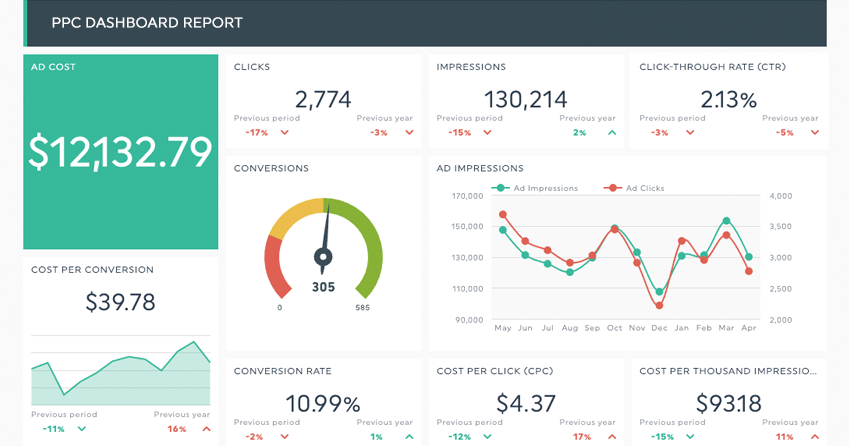 PPC DASHBOARD REPORT
AD COST
$12,132.79
CLICKS
2,774
Previous period Previous year
-17% -3%
IMPRESSIONS
130,214
Previous period Previous year
-15% 2%
CLICK-THROUGH RATE (CTR)
2.13%
Previous period Previous year
-3% -5%
CONVERSIONS
305
0 585
AD IMPRESSIONS
Ad Impressions Ad Clicks
170,000 4,000
150,000 3,500
130,000 3,000
110,000 2,500
90,000 2,000
May Jun Jul Aug Sep Oct Nov Dec Jan Feb Mar Apr
COST PER CONVERSION
$39.78
Previous period Previous year
-11% 16%
CONVERSION RATE
10.99%
Previous period Previous year
-2% 1%
COST PER CLICK (CPC)
$4.37
Previous period Previous year
-12% 17%
COST PER THOUSAND IMPRESSIO...
$93.18
Previous period Previous year
-15% 11%